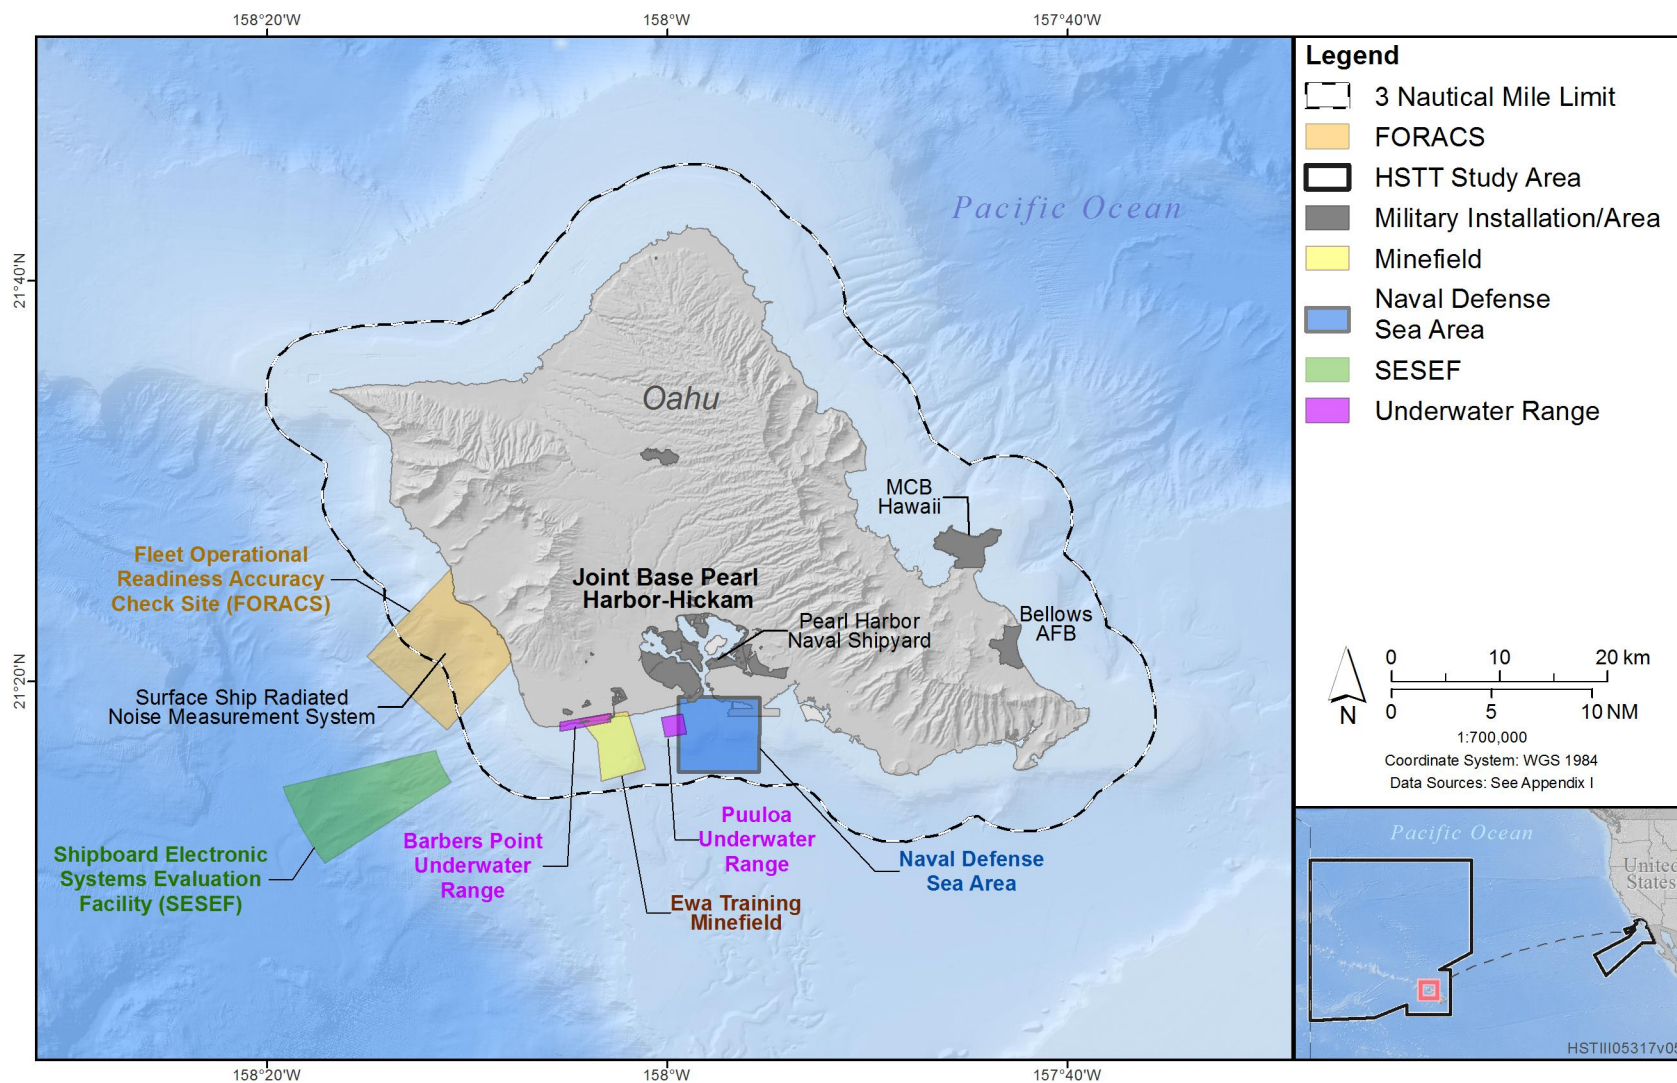 158°20'W
158°W
157°40'W
21°40'N
21°20'N
Pacific Ocean
Oahu
MCB
Hawaii
Fleet Operational
Readiness Accuracy
Check Site (FORACS)
Joint Base Pearl
Harbor-Hickam
Pearl Harbor
Naval Shipyard
Bellows
AFB
Surface Ship Radiated
Noise Measurement System
Shipboard Electronic
Systems Evaluation
Facility (SESEF)
Barbers Point
Underwater
Range
Puuloa
Underwater
Range
Ewa Training
Minefield
Naval Defense
Sea Area
158°20'W
158°W
157°40'W
Legend
3 Nautical Mile Limit
FORACS
HSTT Study Area
Military Installation/Area
Minefield
Naval Defense
Sea Area
SESEF
Underwater Range
N
0 10 20 km
0 5 10 NM
1:700,000
Coordinate System: WGS 1984
Data Sources: See Appendix I
Pacific Ocean
United
States
HSTIII05317v05